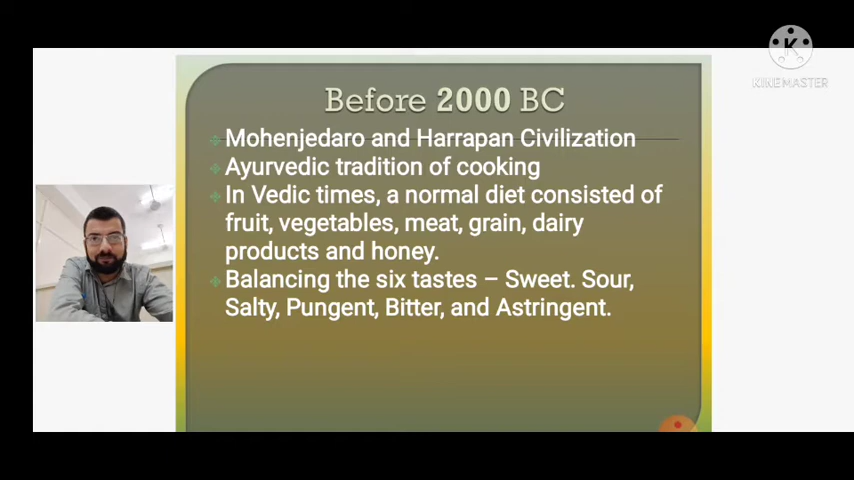 Before 2000 BC
Mohenjedaro and Harrapan Civilization
Ayurvedic tradition of cooking
In Vedic times, a normal diet consisted of
fruit, vegetables, meat, grain, dairy
products and honey.
Balancing the six tastes – Sweet. Sour,
Salty, Pungent, Bitter, and Astringent.
K
KINEMASTER